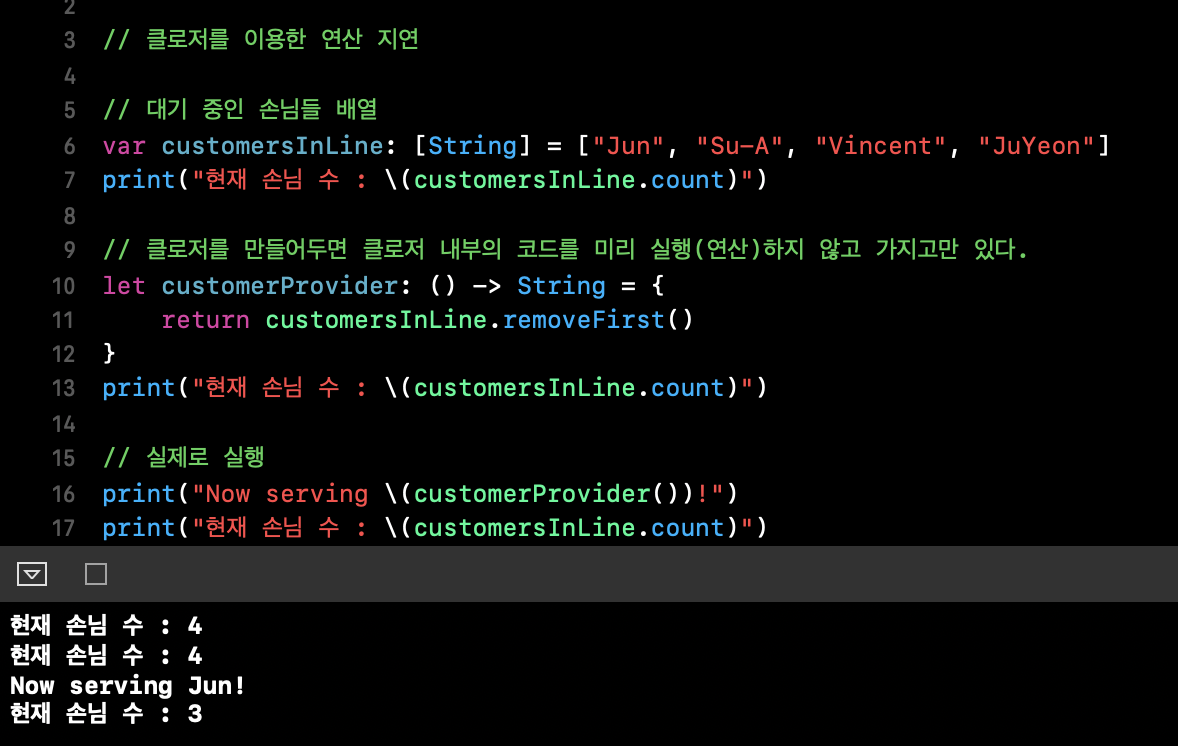 2
3 // 클로저를 이용한 연산 지연
4
5 // 대기 중인 손님들 배열
6 var customersInLine: [String] = ["Jun", "Su-A", "Vincent", "JuYeon"]
7 print("현재 손님 수 : \(customersInLine.count)")
8
9 // 클로저를 만들어두면 클로저 내부의 코드를 미리 실행(연산)하지 않고 가지고만 있다.
10 let customerProvider: () -> String = {
11     return customersInLine.removeFirst()
12 }
13 print("현재 손님 수 : \(customersInLine.count)")
14
15 // 실제로 실행
16 print("Now serving \(customerProvider())!")
17 print("현재 손님 수 : \(customersInLine.count)")
현재 손님 수 : 4
현재 손님 수 : 4
Now serving Jun!
현재 손님 수 : 3